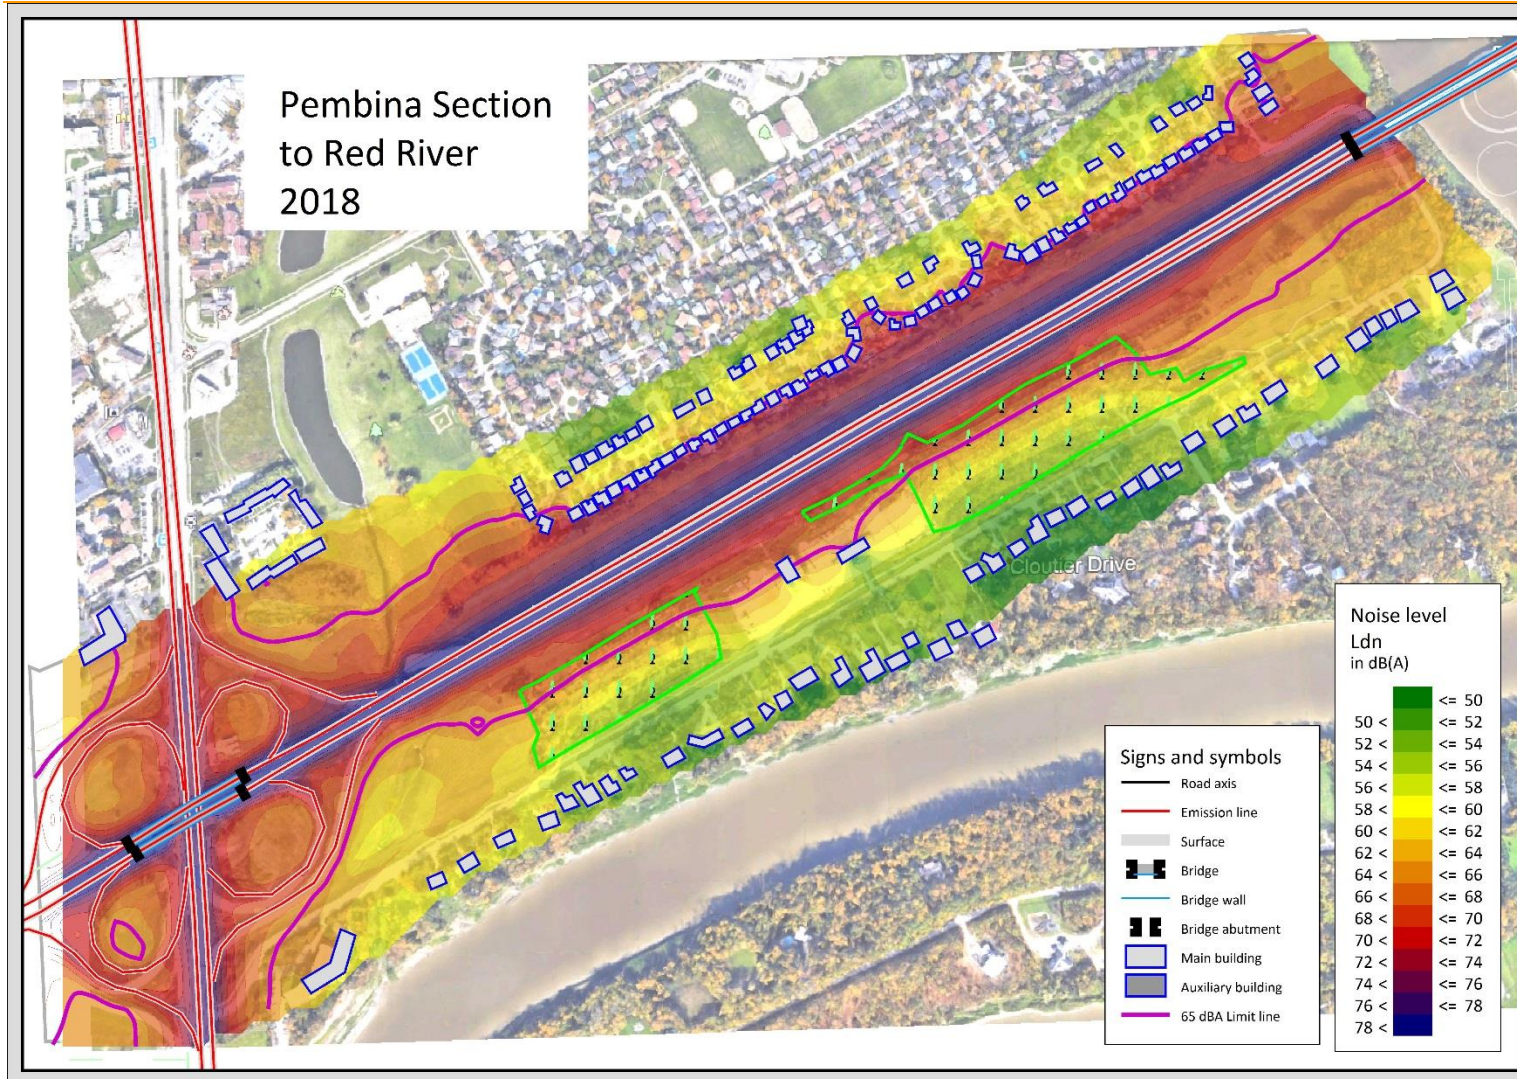 Pembina Section
to Red River
2018
Cloutier Drive
Noise level
Ldn
in dB(A)
<= 50
50 < <= 52
52 < <= 54
54 < <= 56
56 < <= 58
58 < <= 60
60 < <= 62
62 < <= 64
64 < <= 66
66 < <= 68
68 < <= 70
70 < <= 72
72 < <= 74
74 < <= 76
76 < <= 78
78 <
Signs and symbols
Road axis
Emission line
Surface
Bridge
Bridge wall
Bridge abutment
Main building
Auxiliary building
65 dBA Limit line